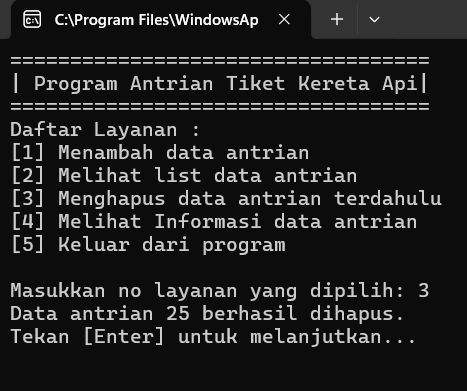 C:\Program Files\WindowsAp
===================================
| Program Antrian Tiket Kereta Api|
===================================
Daftar Layanan :
[1] Menambah data antrian
[2] Melihat list data antrian
[3] Menghapus data antrian terdahulu
[4] Melihat Informasi data antrian
[5] Keluar dari program
Masukkan no layanan yang dipilih: 3
Data antrian 25 berhasil dihapus.
Tekan [Enter] untuk melanjutkan...